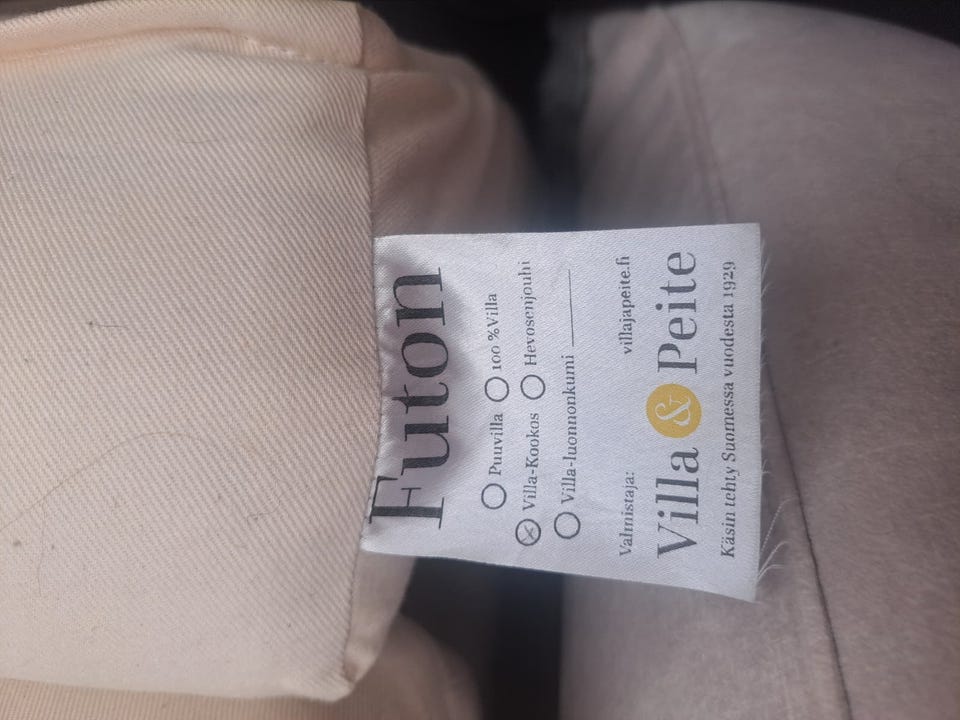 Futon
Puuvilla 100 %Villa
Villa-Kookos Hevosenjouhi
Villa-luonnonkumi
Valmistaja: villajapeite.fi
Villa & Peite
Käsin tehty Suomessa vuodesta 1929